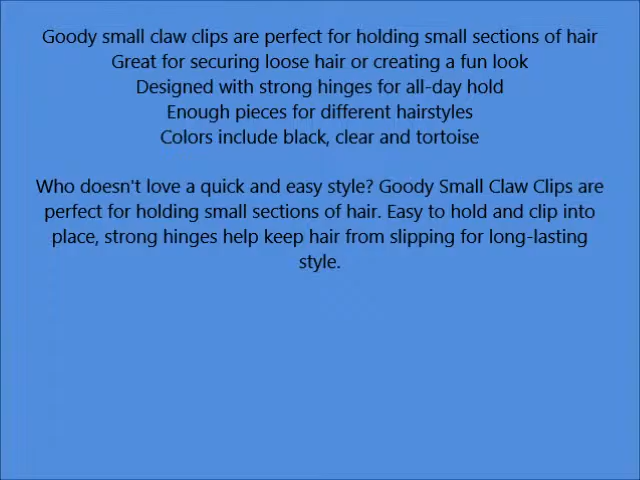 Goody small claw clips are perfect for holding small sections of hair
Great for securing loose hair or creating a fun look
Designed with strong hinges for all-day hold
Enough pieces for different hairstyles
Colors include black, clear and tortoise
Who doesn't love a quick and easy style? Goody Small Claw Clips are
perfect for holding small sections of hair. Easy to hold and clip into
place, strong hinges help keep hair from slipping for long-lasting
style.